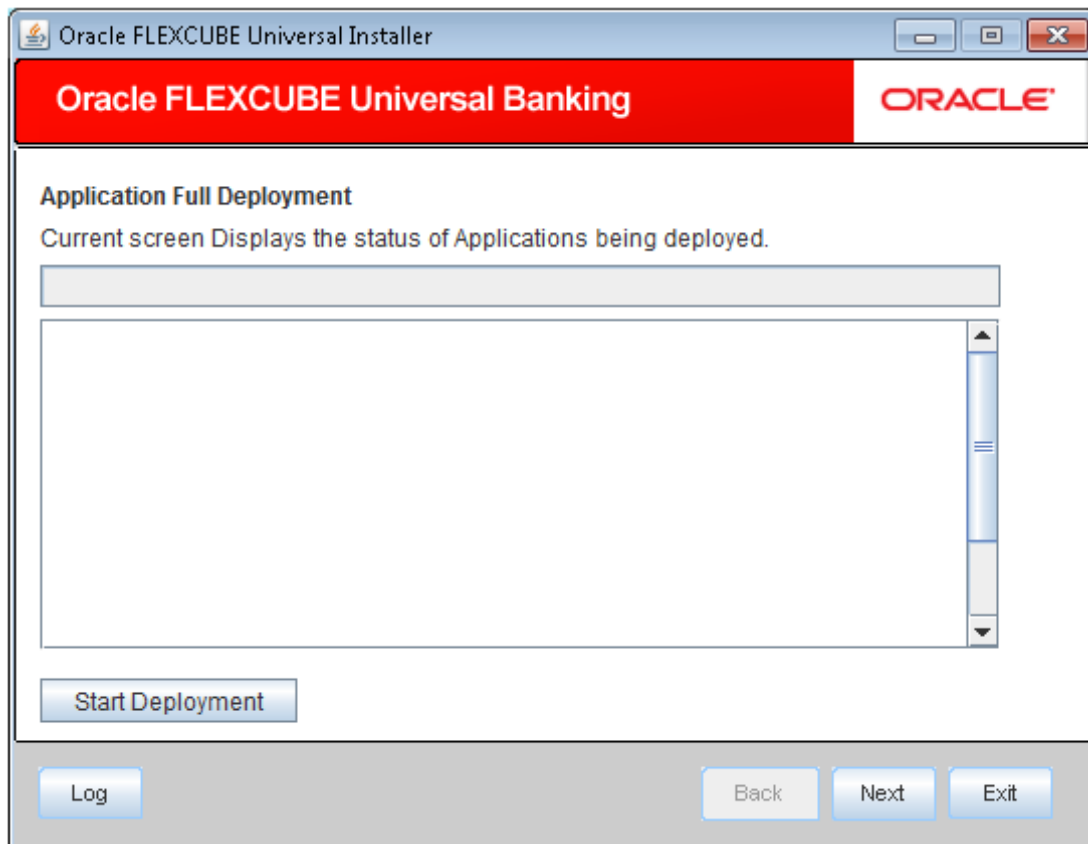 Oracle FLEXCUBE Universal Installer
Oracle FLEXCUBE Universal Banking
ORACLE
Application Full Deployment
Current screen Displays the status of Applications being deployed.
Start Deployment
Log
Back
Next
Exit